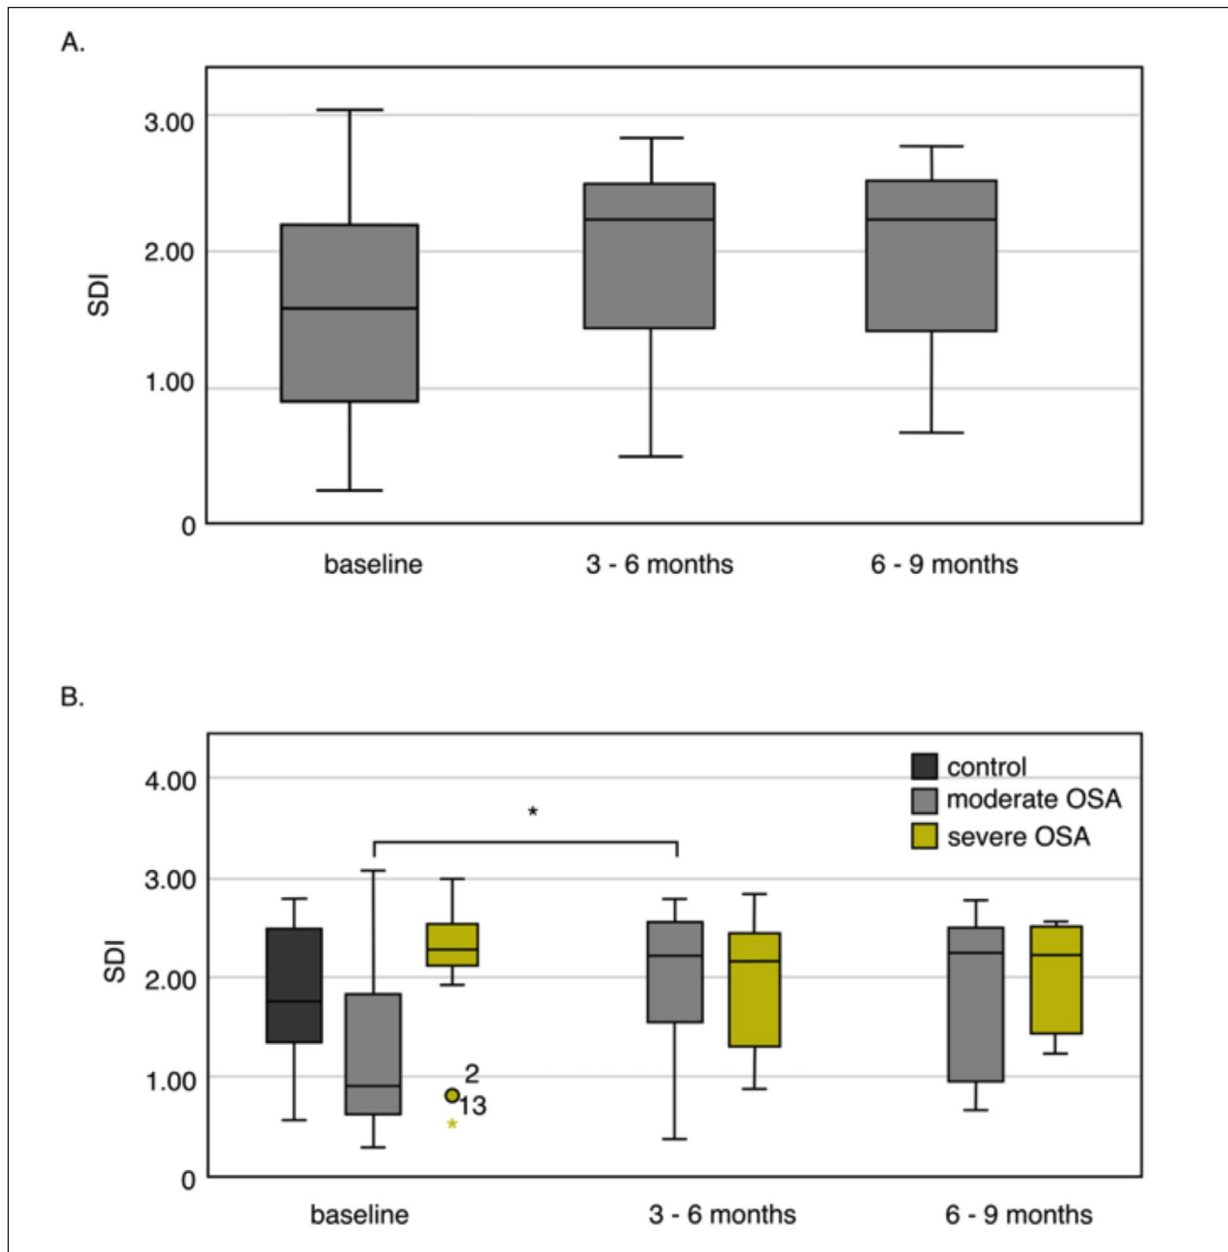 A.
3.00
2.00
SDI
1.00
0
baseline 3 - 6 months 6 - 9 months
B.
control
4.00
moderate OSA
*
severe OSA
3.00
SDI
2.00
2
1.00
13
*
0
baseline 3 - 6 months 6 - 9 months